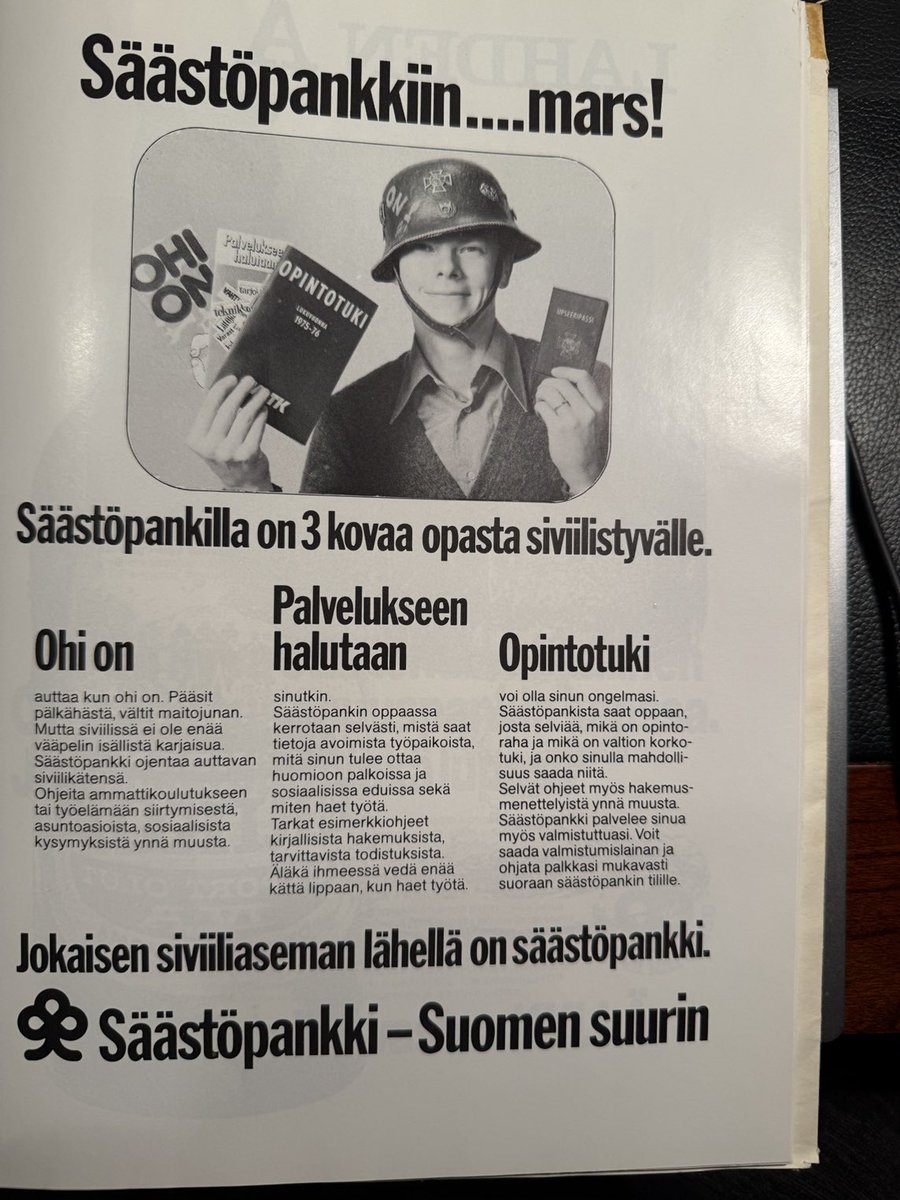 Säästöpankkiin....mars!
OHI
ON
Palvelukseen
halutaan
OPINTOTUKI
LUKUVUONNA
1975-76
TK
ON
UPSEERIPASSI
Säästöpankilla on 3 kovaa opasta siviilistyvälle.
Ohi on
auttaa kun ohi on. Pääsit
pälkähästä, vältit maitojunan.
Mutta siviilissä ei ole enää
vääpelin isällistä karjaisua.
Säästöpankki ojentaa auttavan
siviilikätensä.
Ohjeita ammattikoulutukseen
tai työelämään siirtymisestä,
asuntoasioista, sosiaalisista
kysymyksistä ynnä muusta.
Palvelukseen
halutaan
sinutkin.
Säästöpankin oppaassa
kerrotaan selvästi, mistä saat
tietoja avoimista työpaikoista,
mitä sinun tulee ottaa
huomioon palkoissa ja
sosiaalisissa eduissa sekä
miten haet työtä.
Tarkat esimerkkiohjeet
kirjallisista hakemuksista,
tarvittavista todistuksista.
Äläkä ihmeessä vedä enää
kättä lippaan, kun haet työtä.
Opintotuki
voi olla sinun ongelmasi.
Säästöpankista saat oppaan,
josta selviää, mikä on opinto-
raha ja mikä on valtion korko-
tuki, ja onko sinulla mahdolli-
suus saada niitä.
Selvät ohjeet myös hakemus-
menettelyistä ynnä muusta.
Säästöpankki palvelee sinua
myös valmistuttuasi. Voit
saada valmistumislainan ja
ohjata palkkasi mukavasti
suoraan säästöpankin tilille.
Jokaisen siviiliaseman lähellä on säästöpankki.
Säästöpankki – Suomen suurin